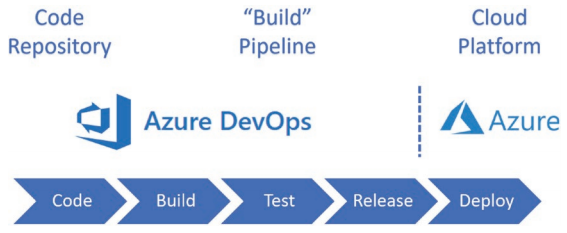 Code
Repository
“Build”
Pipeline
Cloud
Platform
Azure DevOps
Azure
Code
Build
Test
Release
Deploy